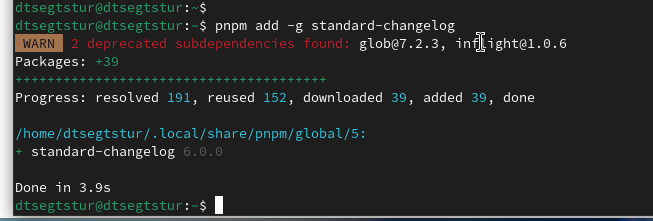 dtsegtstur@dtsegtstur:~$
dtsegtstur@dtsegtstur:~$ pnpm add -g standard-changelog
WARN 2 deprecated subdependencies found: glob@7.2.3, inflight@1.0.6
Packages: +39
+++++++++++++++++++++++++++++++++++++++
Progress: resolved 191, reused 152, downloaded 39, added 39, done
/home/dtsegtstur/.local/share/pnpm/global/5:
+ standard-changelog 6.0.0
Done in 3.9s
dtsegtstur@dtsegtstur:~$